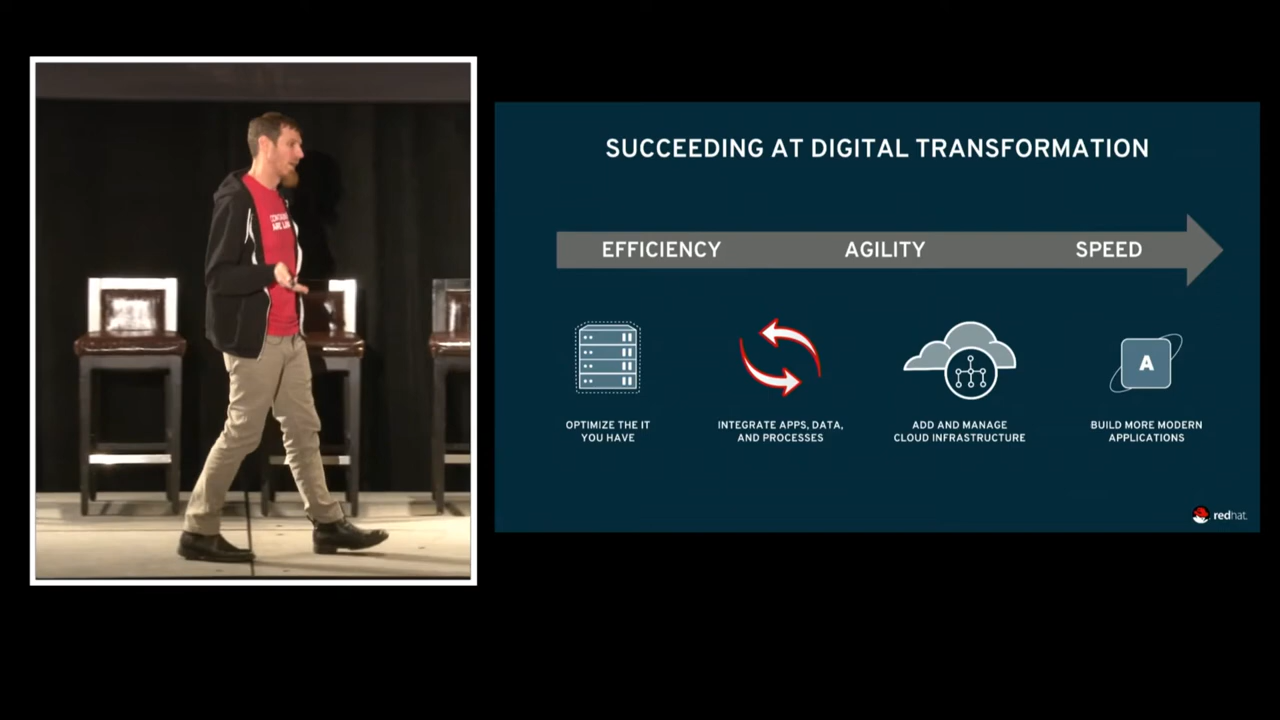 SUCCEEDING AT DIGITAL TRANSFORMATION
EFFICIENCY AGILITY SPEED
A
OPTIMIZE THE IT
YOU HAVE
INTEGRATE APPS, DATA,
AND PROCESSES
ADD AND MANAGE
CLOUD INFRASTRUCTURE
BUILD MORE MODERN
APPLICATIONS
redhat.